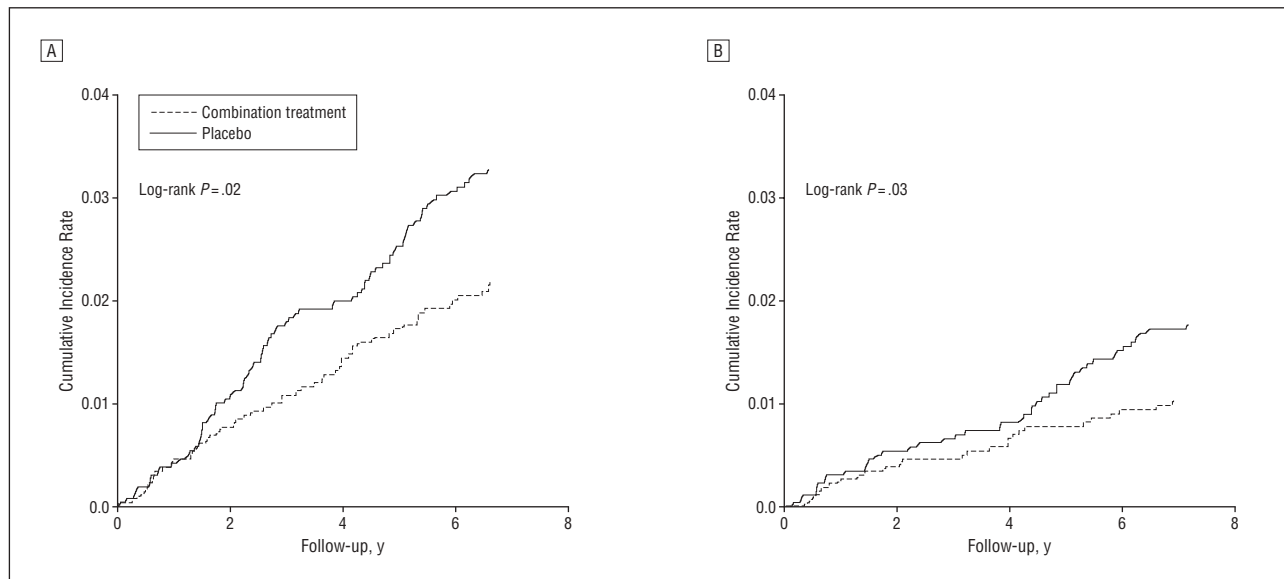 A
0.04
0.03
0.02
0.01
0.0
Cumulative Incidence Rate
Combination treatment
Placebo
Log-rank P = .02
0 2 4 6 8
Follow-up, y
B
0.04
0.03
0.02
0.01
0.0
Cumulative Incidence Rate
Log-rank P = .03
0 2 4 6 8
Follow-up, y